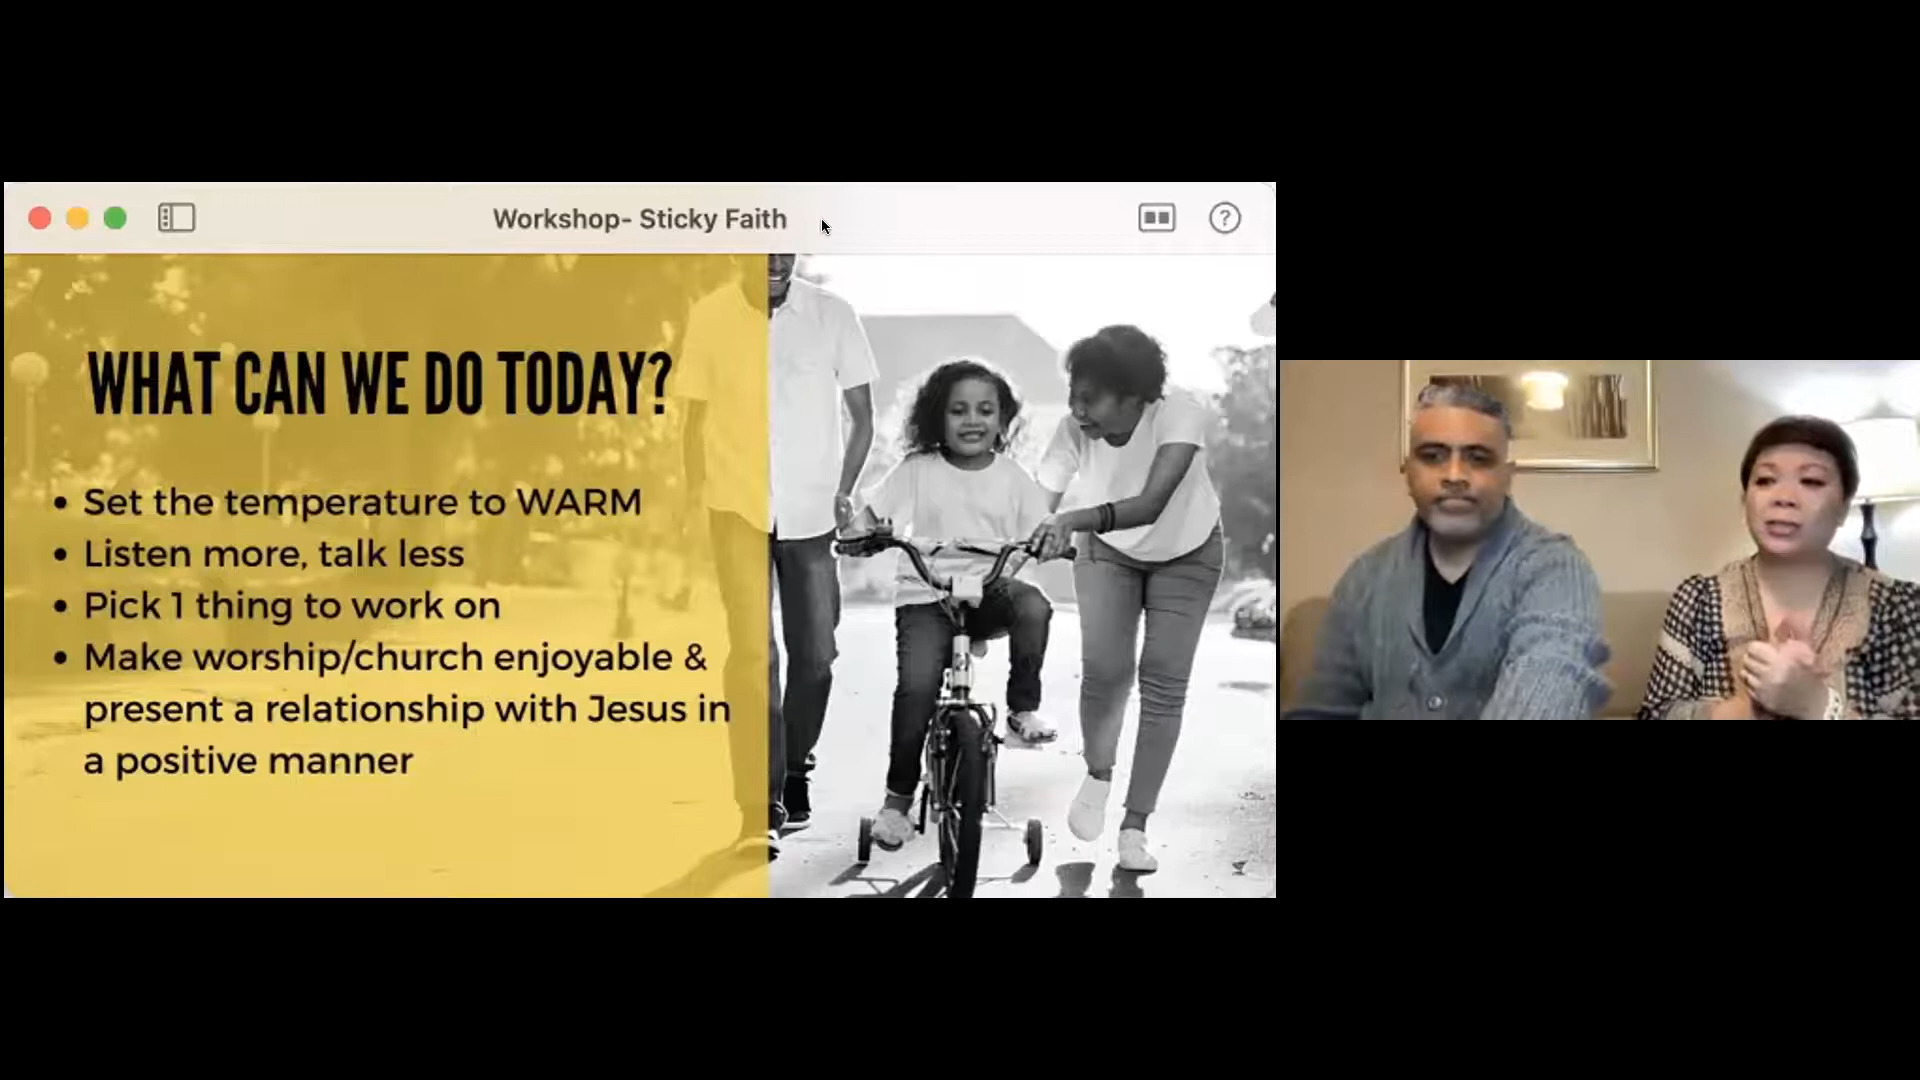 Workshop- Sticky Faith
WHAT CAN WE DO TODAY?
• Set the temperature to WARM
• Listen more, talk less
• Pick 1 thing to work on
• Make worship/church enjoyable &
present a relationship with Jesus in
a positive manner